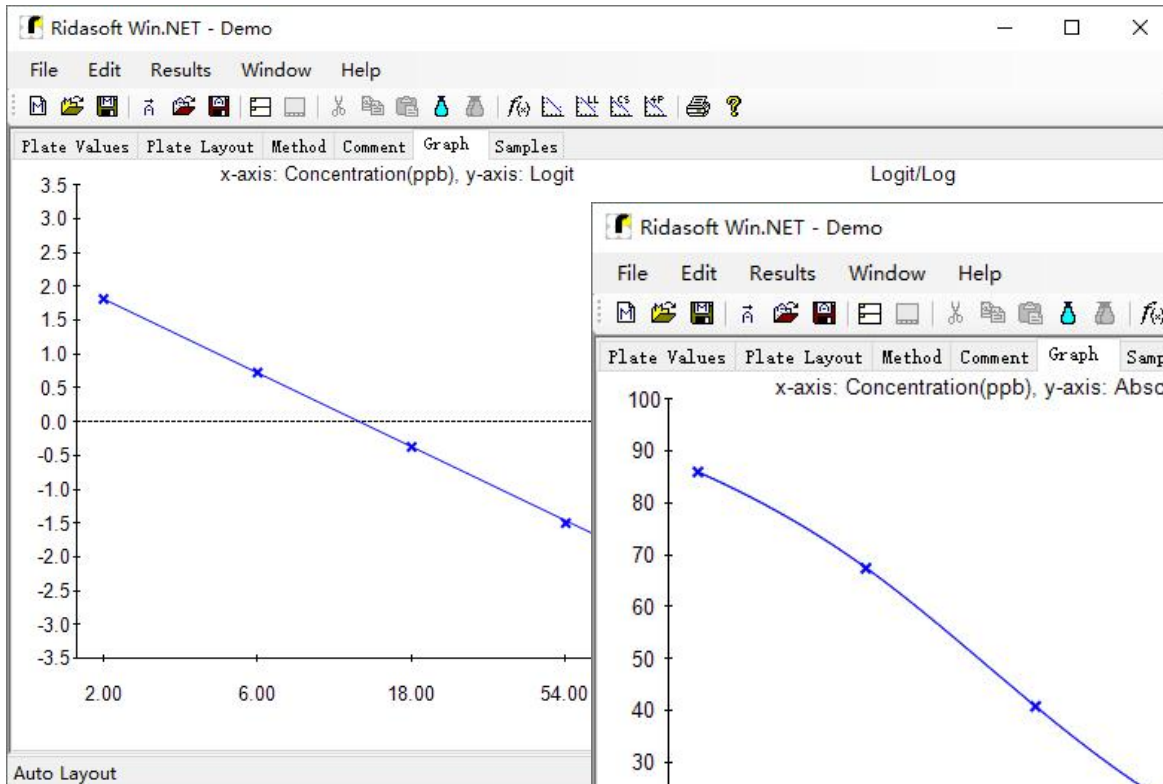 Ridasoft Win.NET - Demo
File Edit Results Window Help
Plate Values Plate Layout Method Comment Graph Samples
x-axis: Concentration(ppb), y-axis: Logit Logit/Log
3.5
3.0
2.5
2.0
1.5
1.0
0.5
0.0
-0.5
-1.0
-1.5
-2.0
-2.5
-3.0
-3.5
2.00 6.00 18.00 54.00
Auto Layout
Ridasoft Win.NET - Demo
File Edit Results Window Help
Plate Values Plate Layout Method Comment Graph Samp
x-axis: Concentration(ppb), y-axis: Abso
100
90
80
70
60
50
40
30